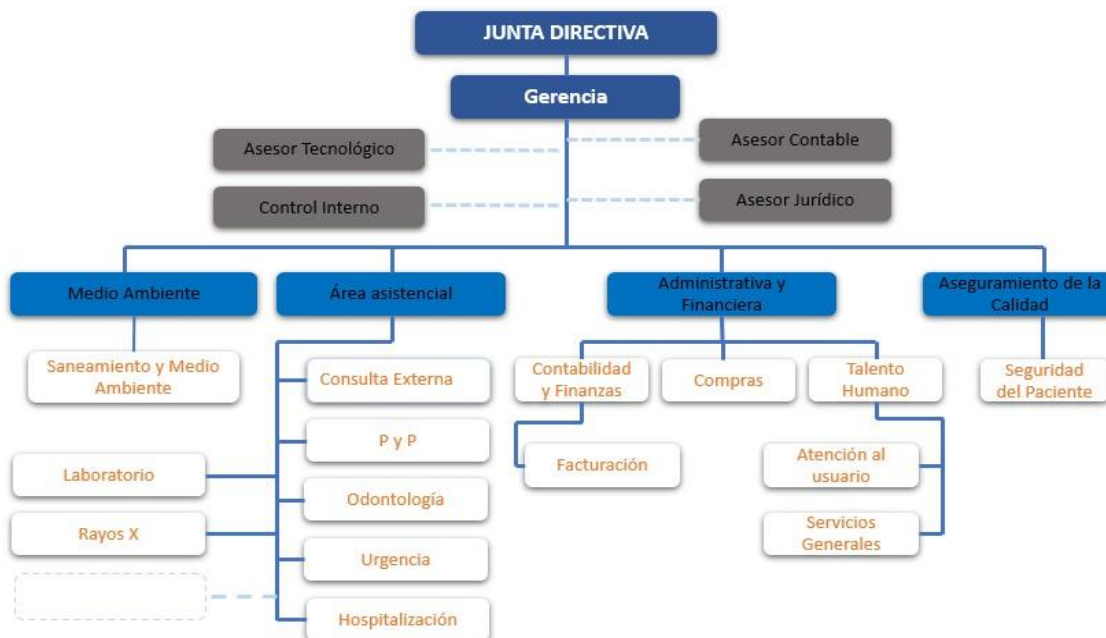 JUNTA DIRECTIVA
Gerencia
Asesor Tecnológico
Asesor Contable
Control Interno
Asesor Jurídico
Medio Ambiente
Área asistencial
Administrativa y
Financiera
Aseguramiento de la
Calidad
Saneamiento y Medio
Ambiente
Consulta Externa
Contabilidad
y Finanzas
Compras
Talento
Humano
Seguridad
del Paciente
P y P
Laboratorio
Facturación
Atención al
usuario
Odontología
Rayos X
Servicios
Generales
Urgencia
Hospitalización